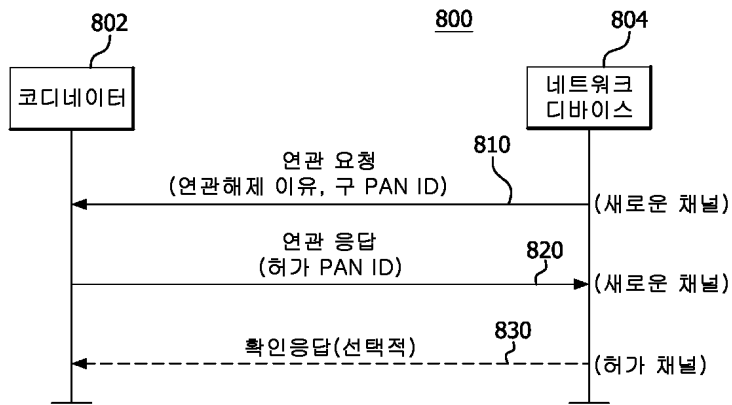 802
800
804
코디네이터
네트워크
디바이스
연관 요청
810
(연관해제 이유, 구 PAN ID)
(새로운 채널)
연관 응답
820
(허가 PAN ID)
(새로운 채널)
확인응답(선택적)
830
(허가 채널)